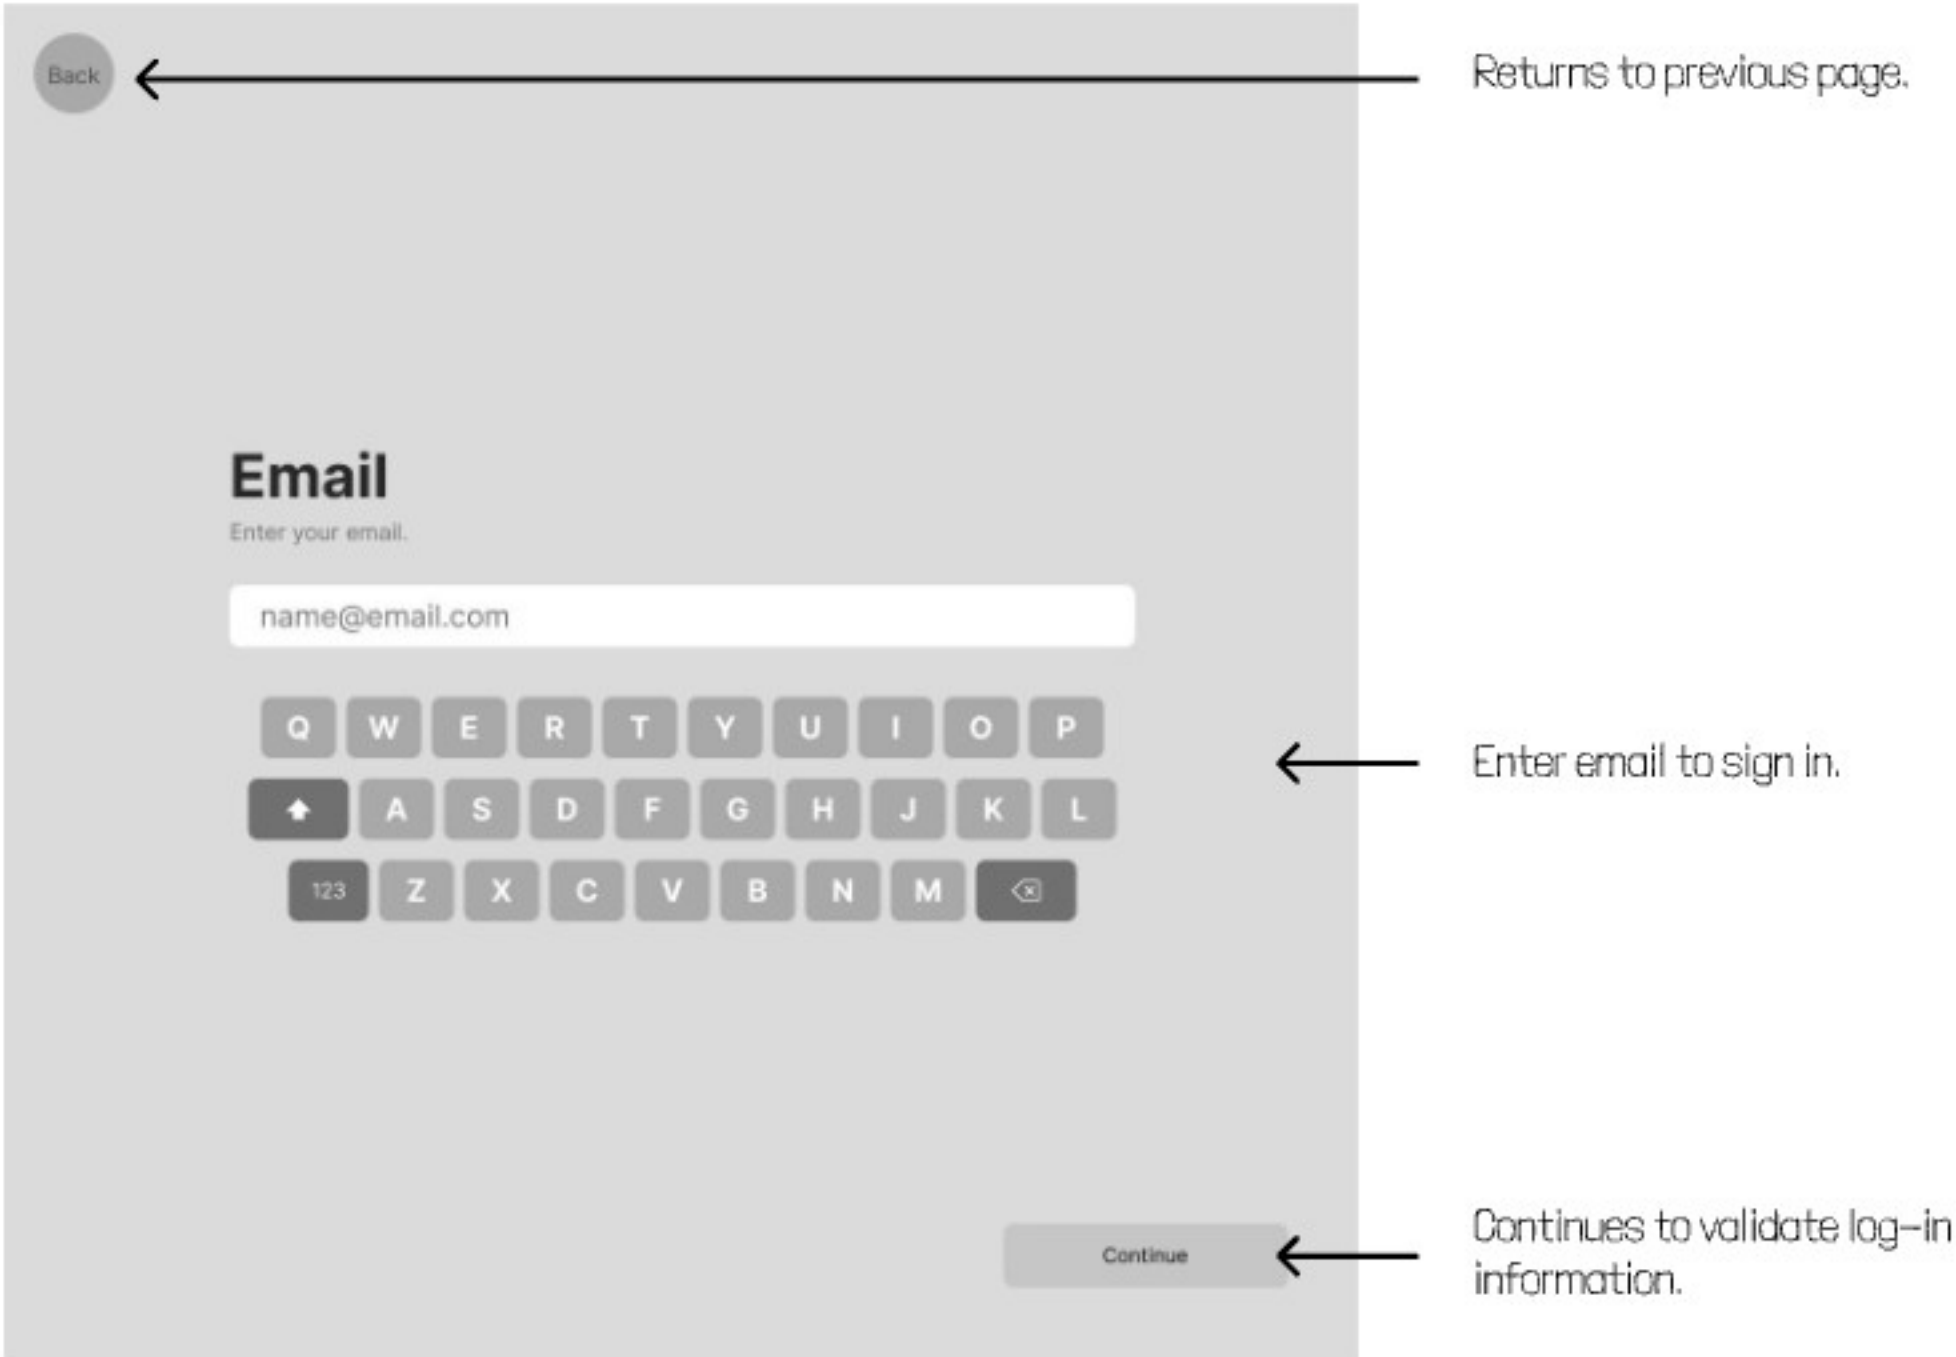 Back
Returns to previous page.
Email
Enter your email.
name@email.com
Q W E R T Y U I O P
Enter email to sign in.
A S D F G H J K L
123 Z X C V B N M
Continue
Continues to validate log-in
information.